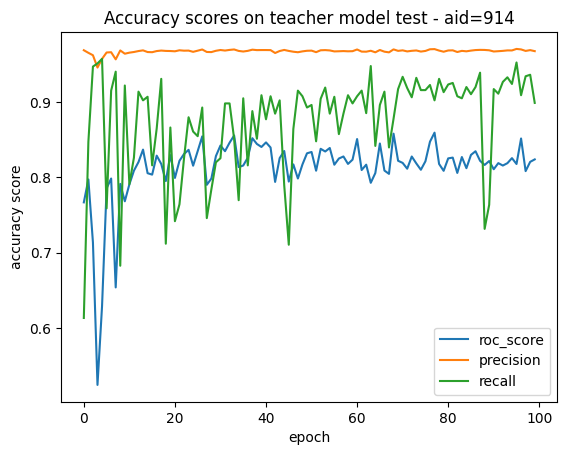 Accuracy scores on teacher model test - aid=914
accuracy score
0.9
0.8
0.7
0.6
0
20
40
60
80
100
epoch
roc_score
precision
recall